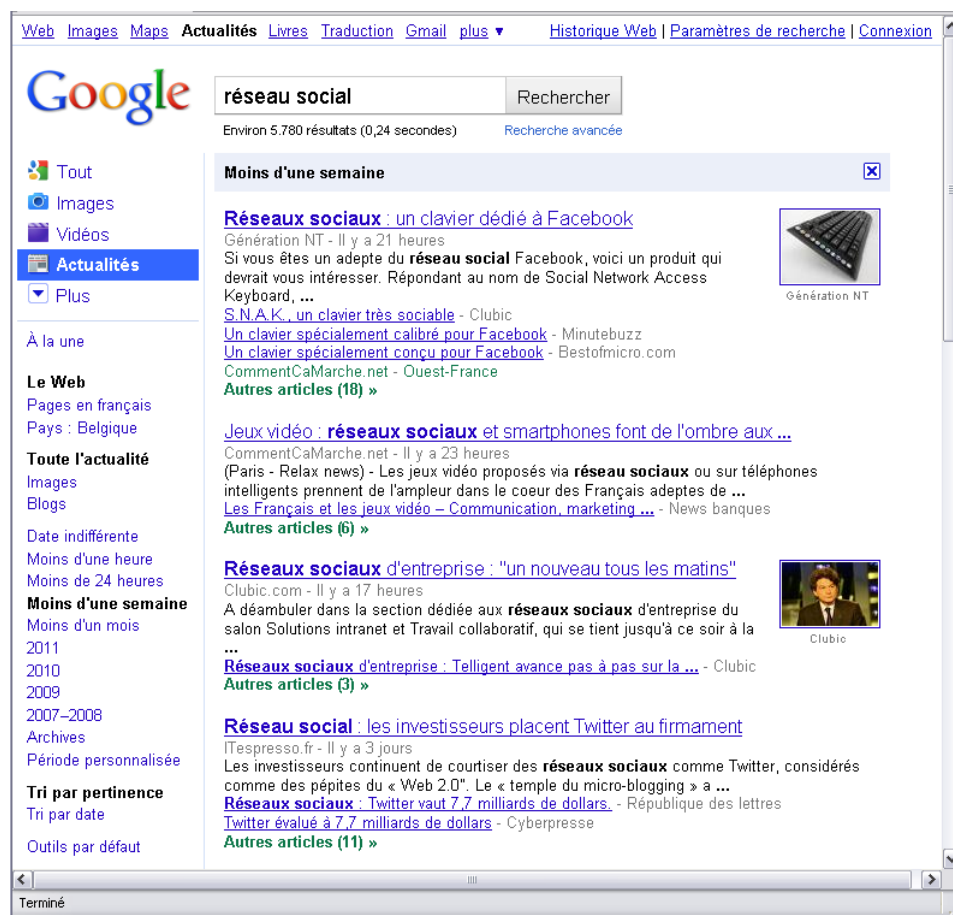 Web Images Maps Actualités Livres Traduction Gmail plus ▼ Historique Web | Paramètres de recherche | Connexion
Google
réseau social Rechercher
Environ 5.780 résultats (0,24 secondes) Recherche avancée
Tout
Images
Vidéos
Actualités
Plus
À la une
Le Web
Pages en français
Pays : Belgique
Toute l'actualité
Images
Blogs
Date indifférente
Moins d'une heure
Moins de 24 heures
Moins d'une semaine
Moins d'un mois
2011
2010
2009
2007–2008
Archives
Période personnalisée
Tri par pertinence
Tri par date
Outils par défaut
Moins d'une semaine
Réseaux sociaux : un clavier dédié à Facebook
Génération NT - Il y a 21 heures
Si vous êtes un adepte du réseau social Facebook, voici un produit qui
devrait vous intéresser. Répondant au nom de Social Network Access
Keyboard, ...
S.N.A.K., un clavier très sociable - Clubic
Un clavier spécialement calibré pour Facebook - Minutebuzz
Un clavier spécialement conçu pour Facebook - Bestofmicro.com
CommentCaMarche.net - Ouest-France
Autres articles (18) »
Génération NT
Jeux vidéo : réseaux sociaux et smartphones font de l'ombre aux ...
CommentCaMarche.net - Il y a 23 heures
(Paris - Relax news) - Les jeux vidéo proposés via réseau sociaux ou sur téléphones
intelligents prennent de l'ampleur dans le coeur des Français adeptes de ...
Les Français et les jeux vidéo – Communication, marketing ... - News banques
Autres articles (6) »
Réseaux sociaux d'entreprise : "un nouveau tous les matins"
Clubic.com - Il y a 17 heures
A déambuler dans la section dédiée aux réseaux sociaux d'entreprise du
salon Solutions intranet et Travail collaboratif, qui se tient jusqu'à ce soir à la
...
Réseaux sociaux d'entreprise : Telligent avance pas à pas sur la ... - Clubic
Autres articles (3) »
Clubic
Réseau social : les investisseurs placent Twitter au firmament
ITespresso.fr - Il y a 3 jours
Les investisseurs continuent de courtiser des réseaux sociaux comme Twitter, considérés
comme des pépites du « Web 2.0". Le « temple du micro-blogging » a ...
Réseaux sociaux : Twitter vaut 7,7 milliards de dollars. - République des lettres
Twitter évalué à 7,7 milliards de dollars - Cyberpresse
Autres articles (11) »
Terminé